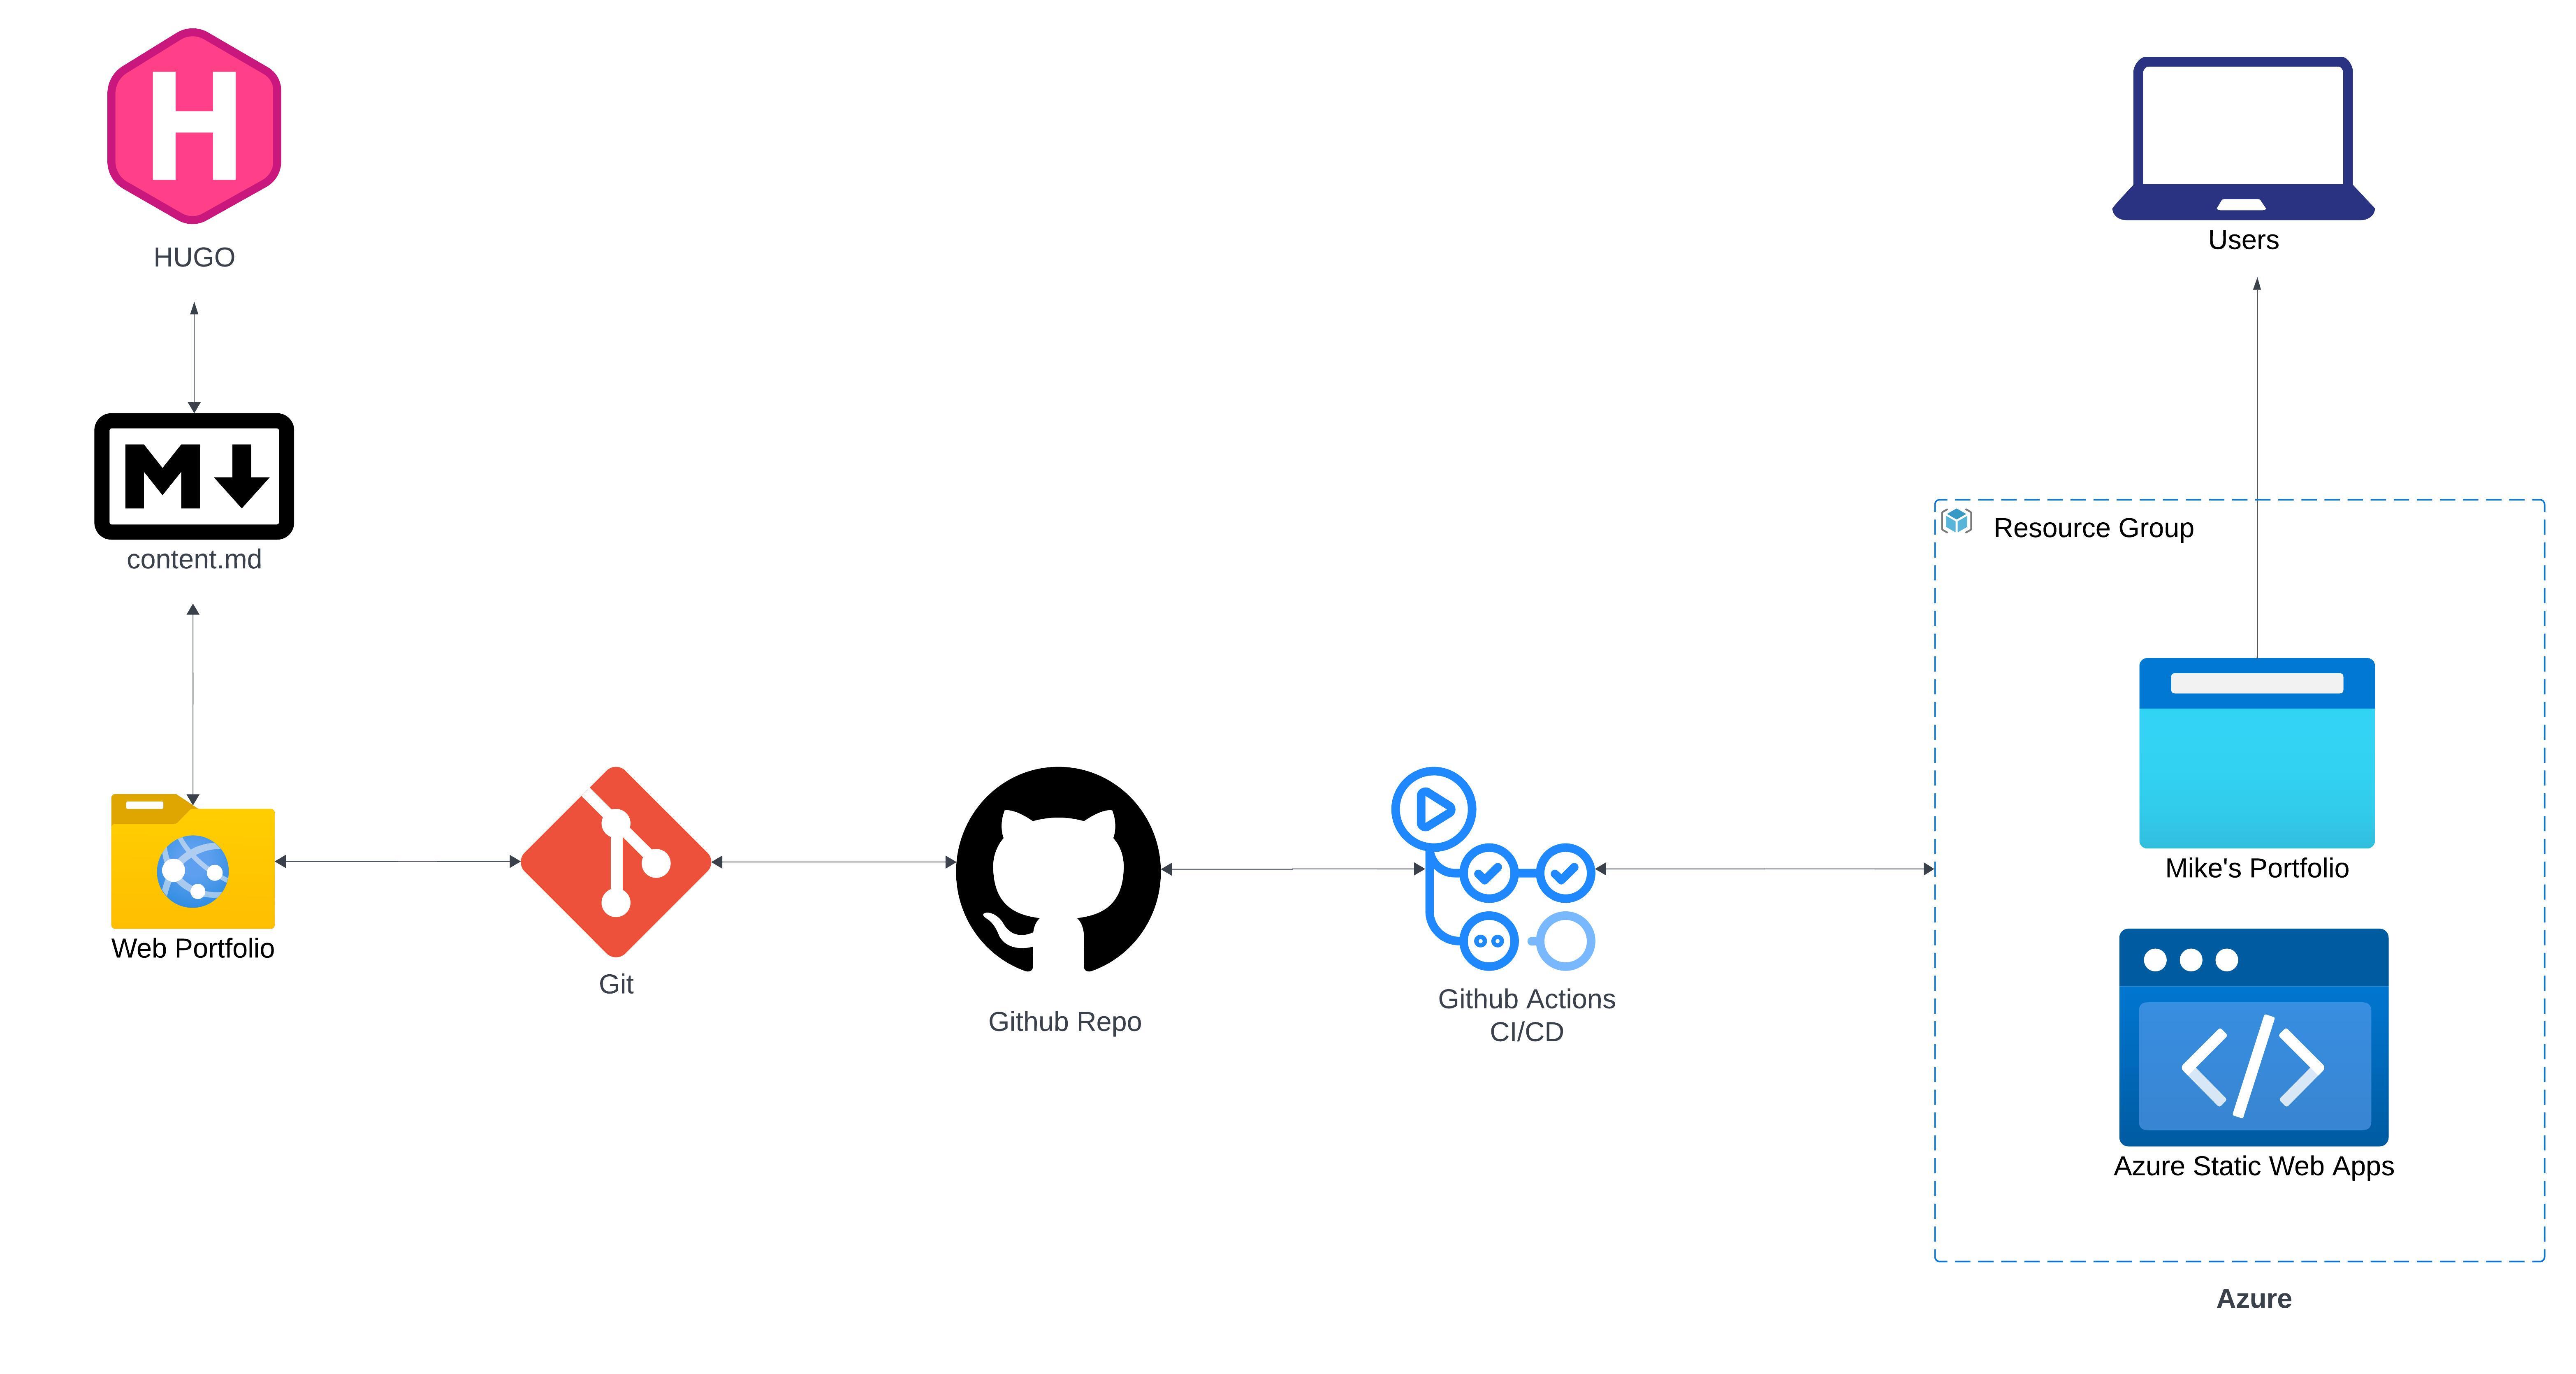 H
HUGO
M
content.md
Web Portfolio
Git
Github Repo
Github Actions
CI/CD
Users
Resource Group
Mike's Portfolio
</>
Azure Static Web Apps
Azure